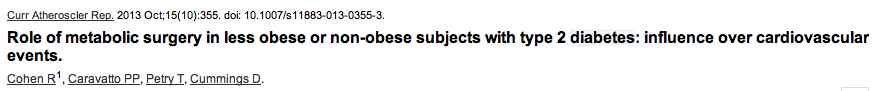 Curr Atheroscler Rep. 2013 Oct;15(10):355. doi: 10.1007/s11883-013-0355-3.
Role of metabolic surgery in less obese or non-obese subjects with type 2 diabetes: influence over cardiovascular
events.
Cohen R1, Caravatto PP, Petry T, Cummings D.